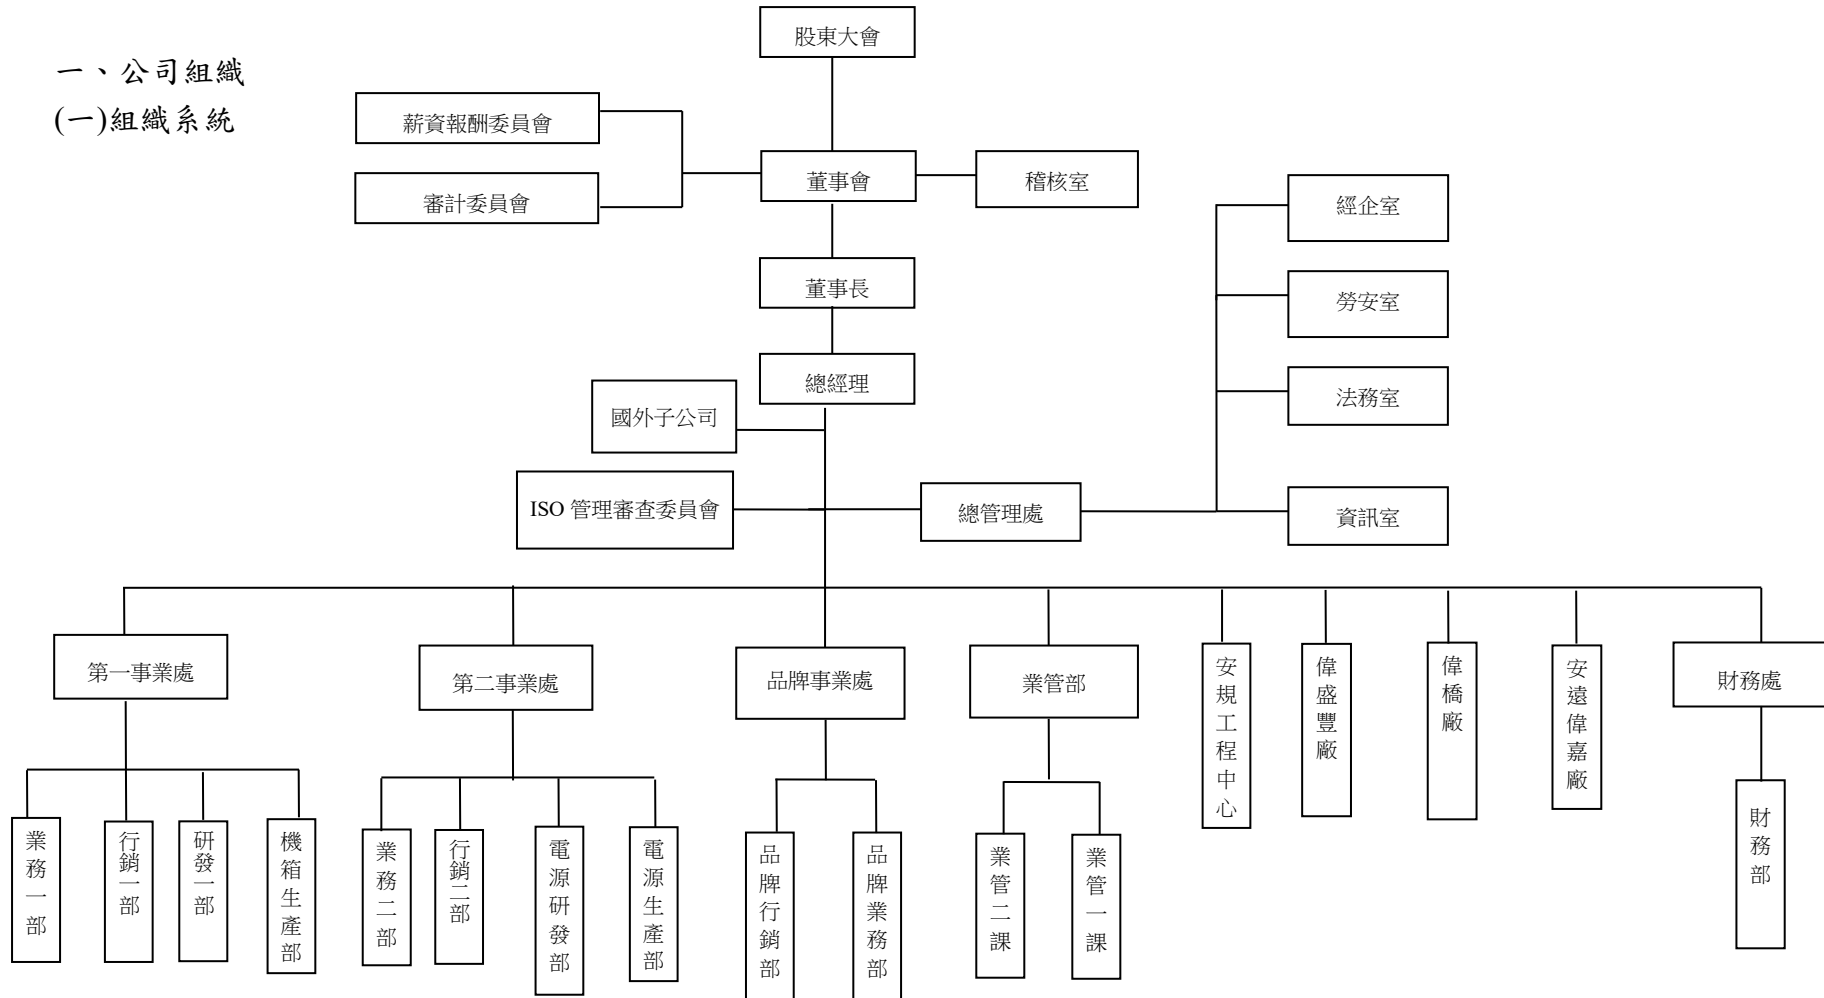 一、公司組織
(一)組織系統
股東大會
薪資報酬委員會
審計委員會
董事會
稽核室
董事長
總經理
國外子公司
ISO 管理審查委員會
總管理處
經企室
勞安室
法務室
資訊室
第一事業處
第二事業處
品牌事業處
業管部
安規工程中心
偉盛豐廠
偉橋廠
安遠偉嘉廠
財務處
業務一部
行銷一部
研發一部
機箱生產部
業務二部
行銷二部
電源研發部
電源生產部
品牌行銷部
品牌業務部
業管二課
業管一課
財務部